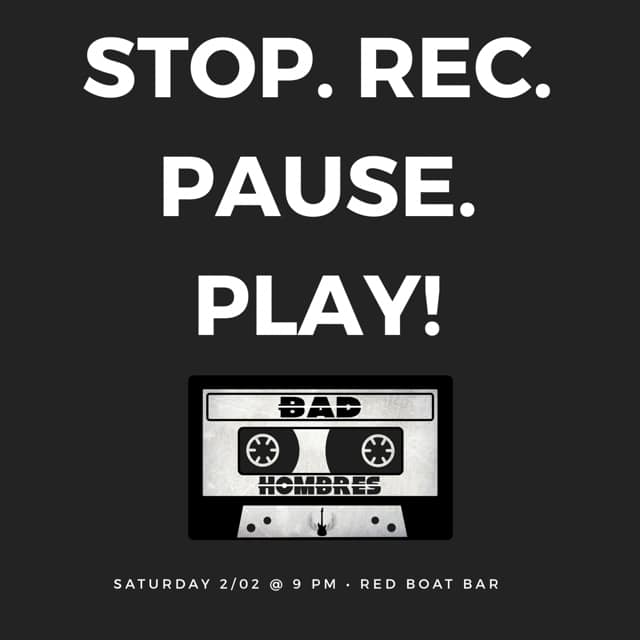 STOP. REC.
PAUSE.
PLAY!
BAD
HOMBRES
SATURDAY 2/02 @ 9 PM • RED BOAT BAR